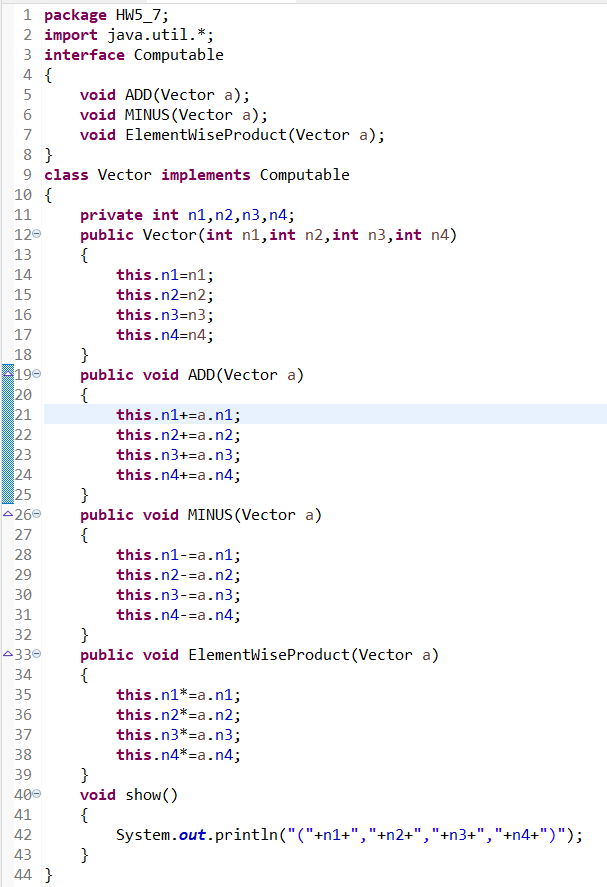 1 package HW5_7;
2 import java.util.*;
3 interface Computable
4 {
5     void ADD(Vector a);
6     void MINUS(Vector a);
7     void ElementWiseProduct(Vector a);
8 }
9 class Vector implements Computable
10 {
11     private int n1,n2,n3,n4;
12     public Vector(int n1,int n2,int n3,int n4)
13     {
14         this.n1=n1;
15         this.n2=n2;
16         this.n3=n3;
17         this.n4=n4;
18     }
19     public void ADD(Vector a)
20     {
21         this.n1+=a.n1;
22         this.n2+=a.n2;
23         this.n3+=a.n3;
24         this.n4+=a.n4;
25     }
26     public void MINUS(Vector a)
27     {
28         this.n1-=a.n1;
29         this.n2-=a.n2;
30         this.n3-=a.n3;
31         this.n4-=a.n4;
32     }
33     public void ElementWiseProduct(Vector a)
34     {
35         this.n1*=a.n1;
36         this.n2*=a.n2;
37         this.n3*=a.n3;
38         this.n4*=a.n4;
39     }
40     void show()
41     {
42         System.out.println("("+n1+","+n2+","+n3+","+n4+")");
43     }
44 }